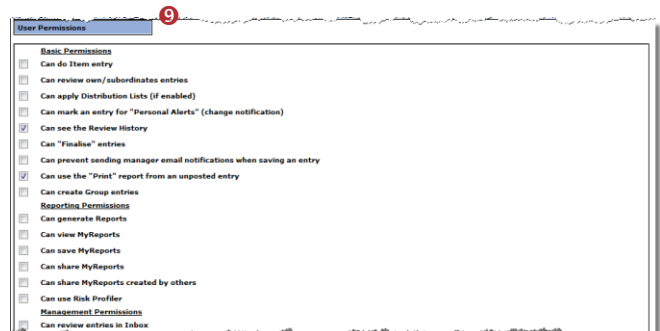 9
User Permissions
Basic Permissions
Can do Item entry
Can review own/subordinates entries
Can apply Distribution Lists (if enabled)
Can mark an entry for "Personal Alerts" (change notification)
Can see the Review History
Can "Finalise" entries
Can prevent sending manager email notifications when saving an entry
Can use the "Print" report from an unposted entry
Can create Group entries
Reporting Permissions
Can generate Reports
Can view MyReports
Can save MyReports
Can share MyReports
Can share MyReports created by others
Can use Risk Profiler
Management Permissions
Can review entries in Inbox